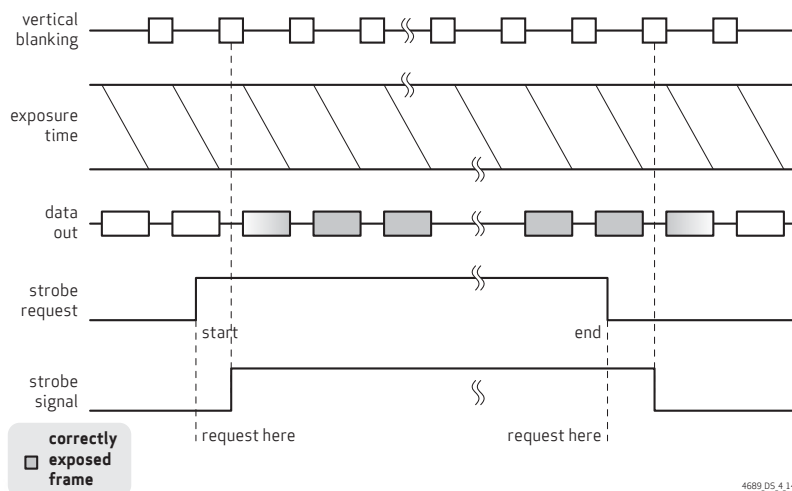 vertical
blanking
exposure
time
data
out
strobe
request
start
end
strobe
signal
request here
request here
correctly
exposed
frame